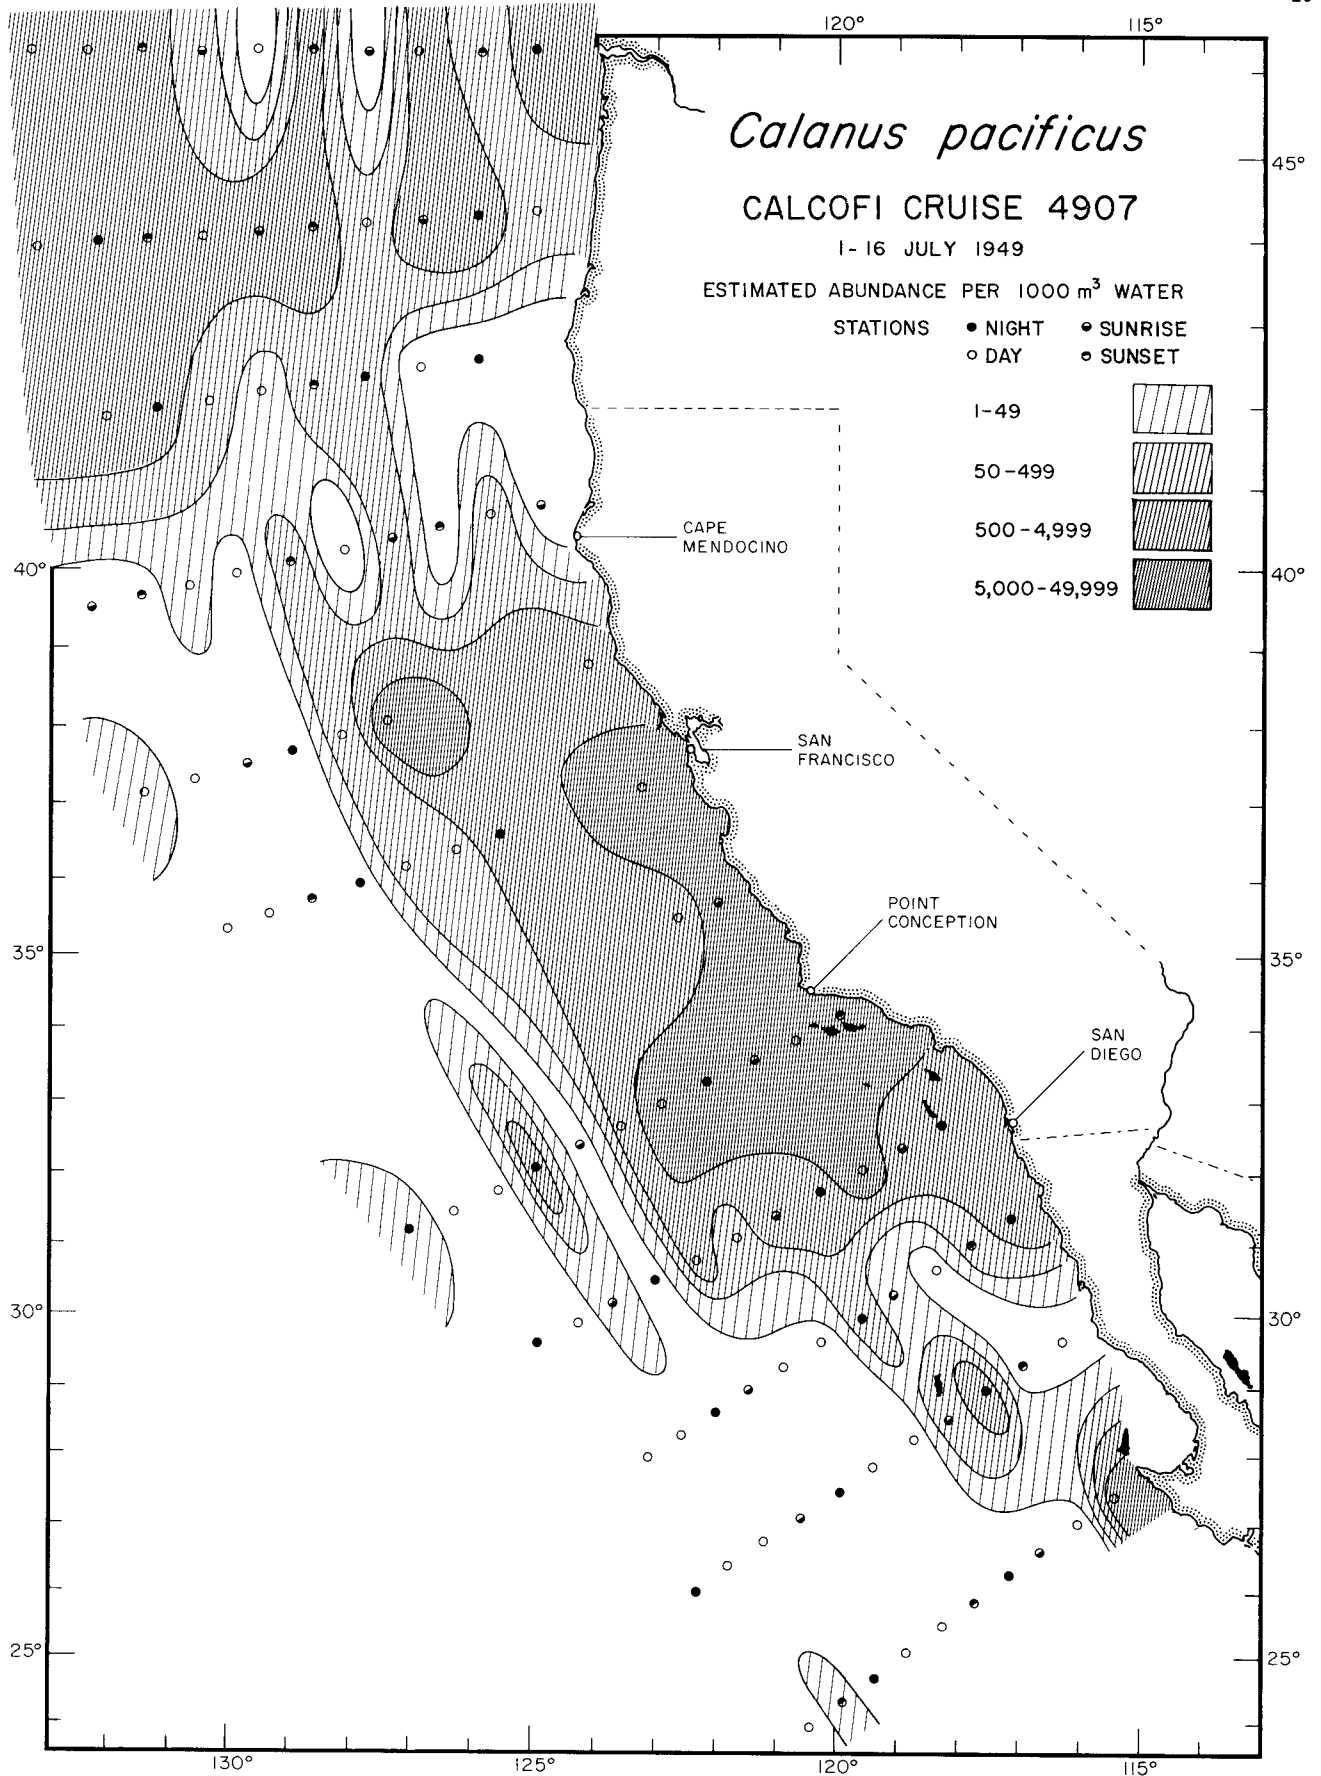 120° 115°
Calanus pacificus
45°
CALCOFI CRUISE 4907
1-16 JULY 1949
ESTIMATED ABUNDANCE PER 1000 m³ WATER
STATIONS ● NIGHT SUNRISE
○ DAY SUNSET
1-49
50-499
500-4,999
5,000-49,999
CAPE
MENDOCINO
40° 40°
SAN
FRANCISCO
POINT
CONCEPTION
35° 35°
SAN
DIEGO
30° 30°
25° 25°
130° 125° 120° 115°